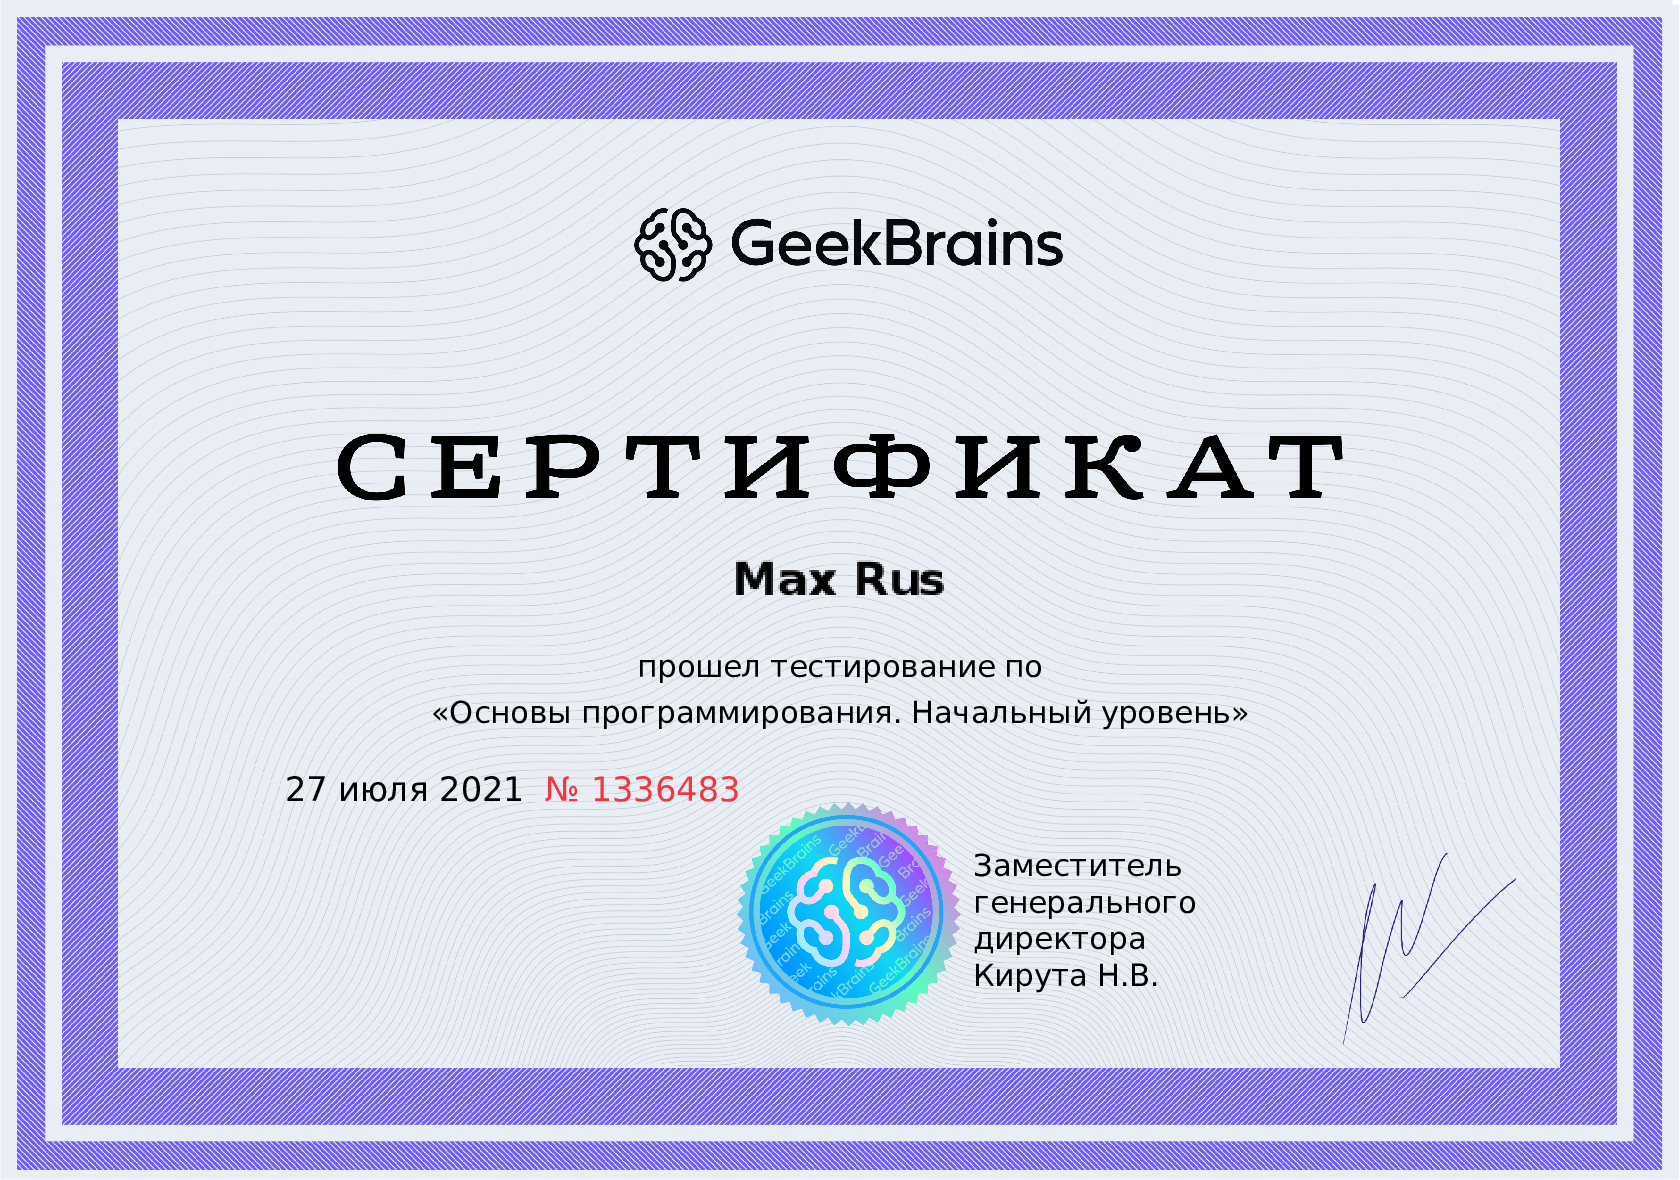 GeekBrains
СЕРТИФИКАТ
Max Rus
прошел тестирование по
«Основы программирования. Начальный уровень»
27 июля 2021 № 1336483
Заместитель
генерального
директора
Кирута Н.В.